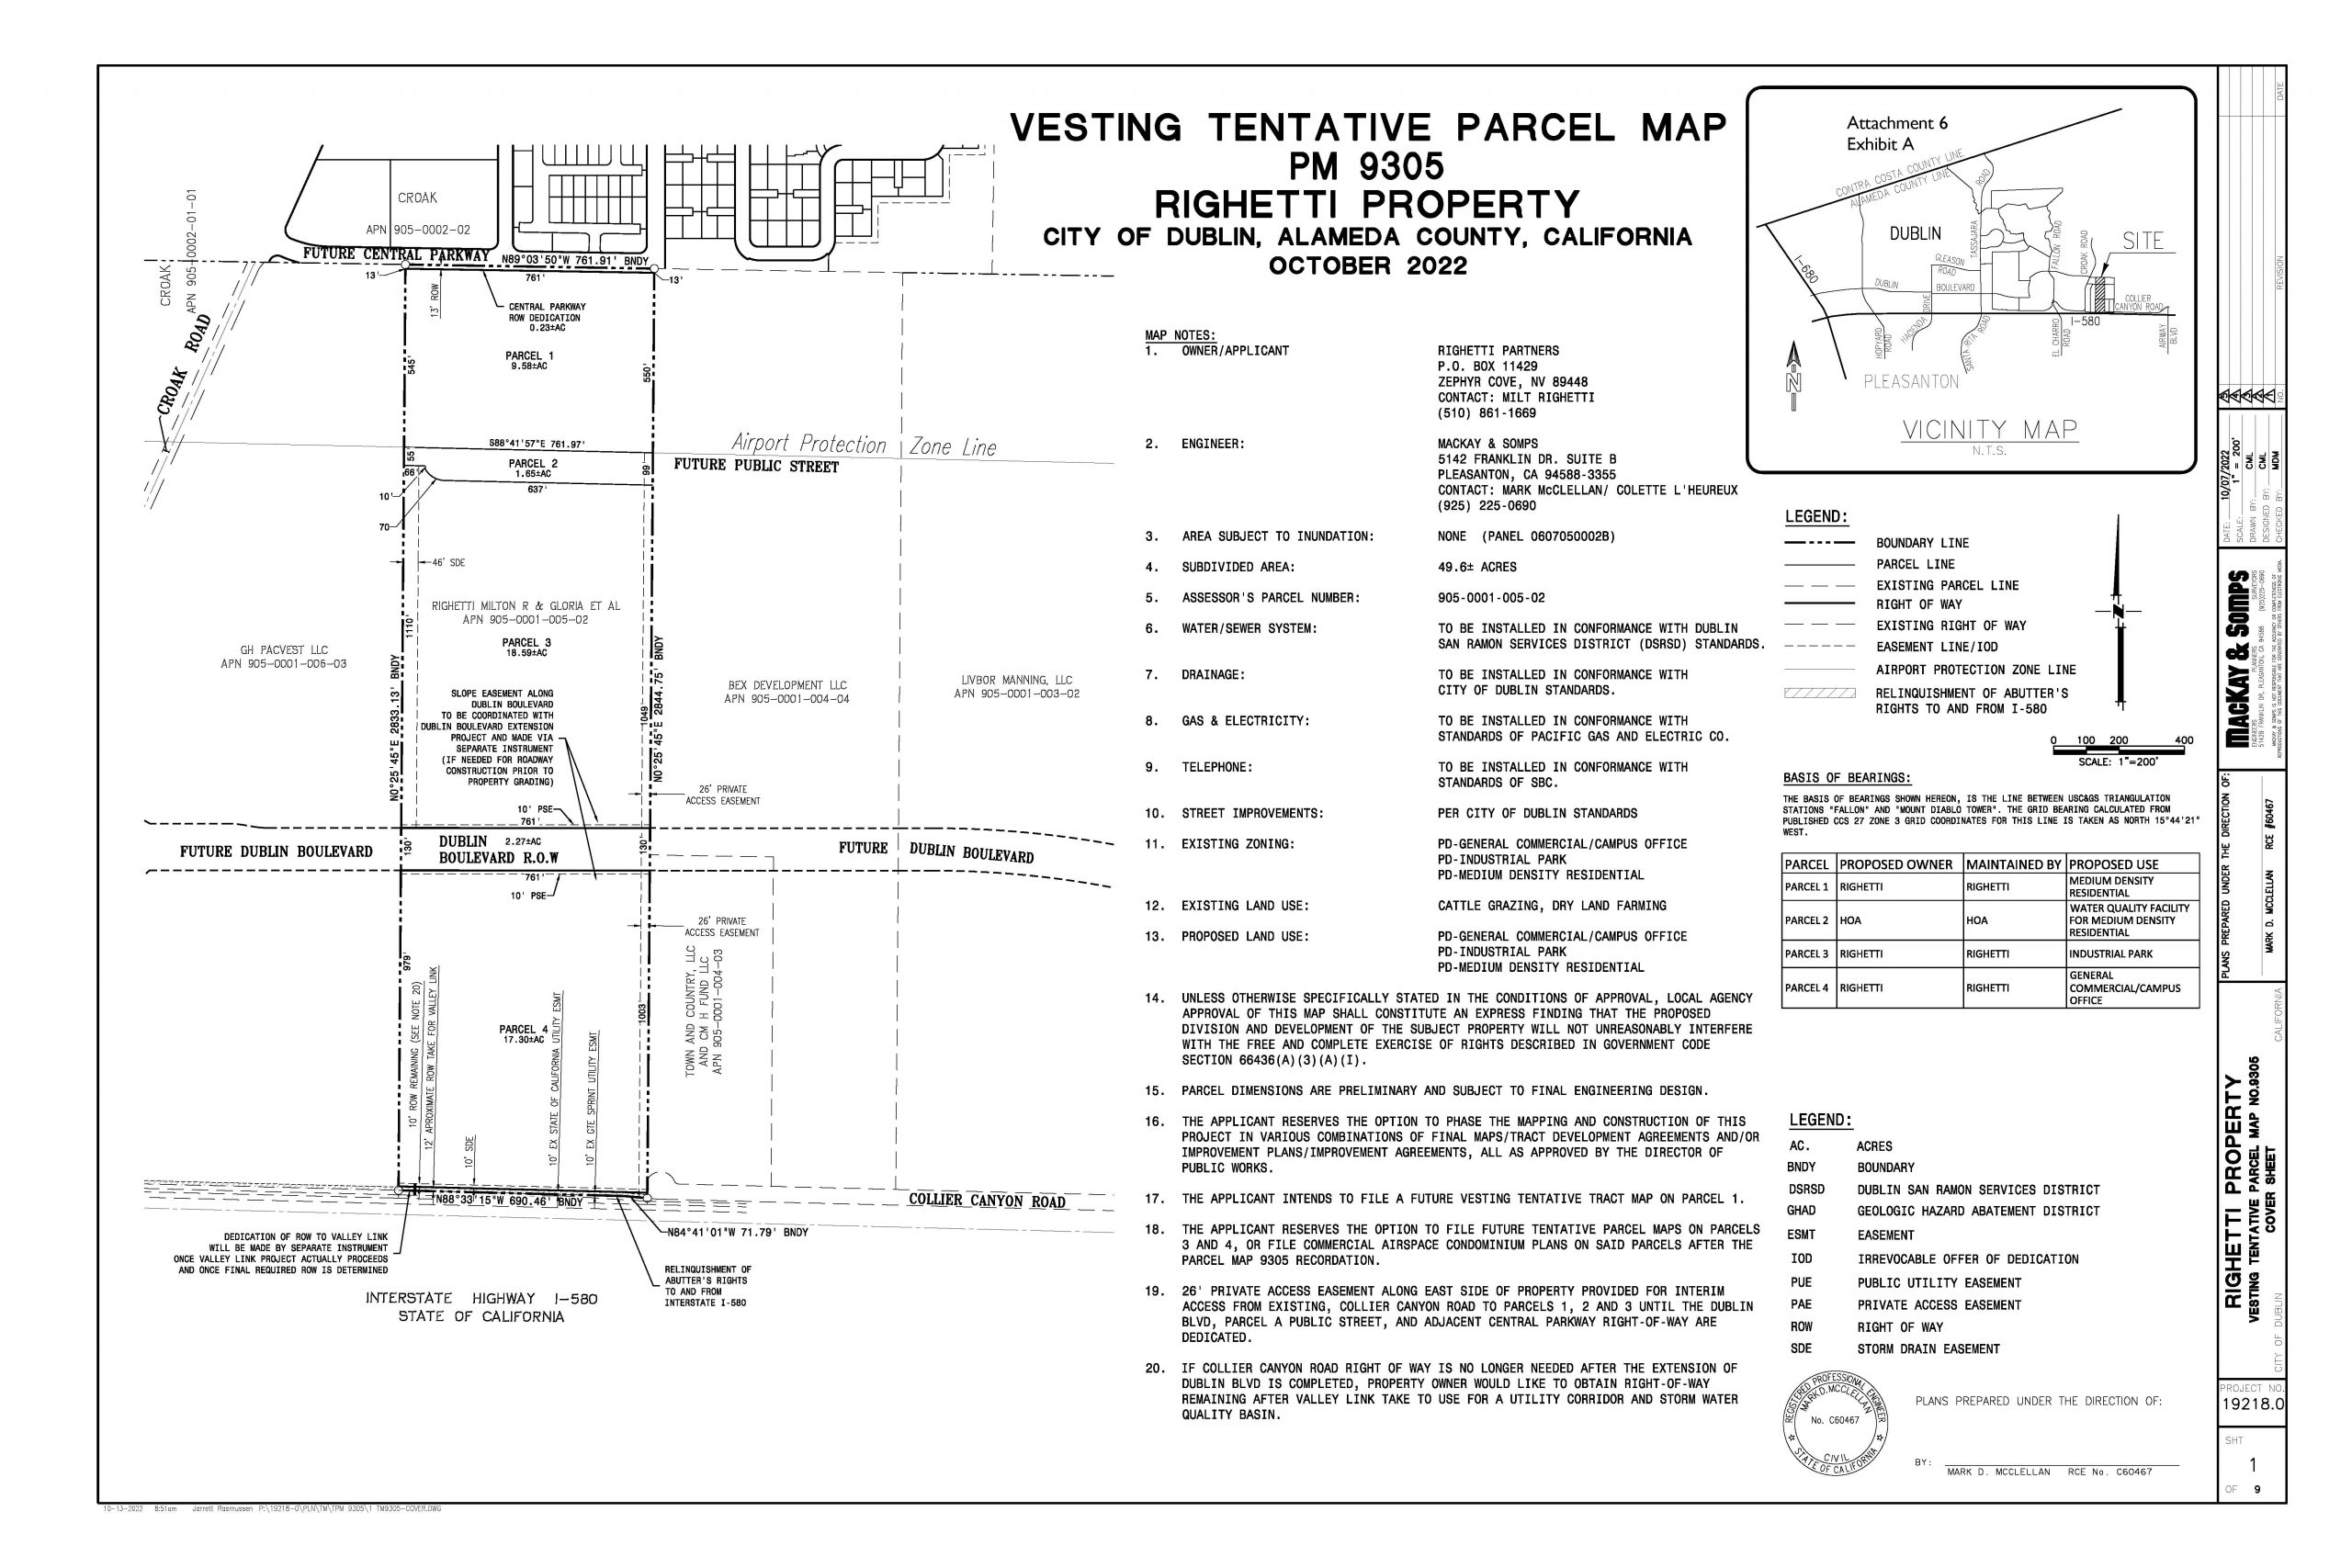 VESTING TENTATIVE PARCEL MAP
PM 9305
RIGHETTI PROPERTY
CITY OF DUBLIN, ALAMEDA COUNTY, CALIFORNIA
OCTOBER 2022
CROAK
APN 905-0002-02
CROAK
APN 905-0002-01-01
FUTURE CENTRAL PARKWAY
N89°03'50"W 761.91' BNDY
13'
761'
13'
13' ROW
CENTRAL PARKWAY
ROW DEDICATION
0.23±AC
CROAK ROAD
PARCEL 1
9.58±AC
545'
550'
S88°41'57"E 761.97'
Airport Protection Zone Line
FUTURE PUBLIC STREET
PARCEL 2
1.65±AC
55'
66'
99'
637'
10'
70
46' SDE
RIGHETTI MILTON R & GLORIA ET AL
APN 905-0001-005-02
PARCEL 3
18.59±AC
1110'
GH PACVEST LLC
APN 905-0001-006-03
N0°25'45"E 2833.13' BNDY
1049'
N0°25'45"E 2844.75' BNDY
BEX DEVELOPMENT LLC
APN 905-0001-004-04
LIVBOR MANNING, LLC
APN 905-0001-003-02
SLOPE EASEMENT ALONG
DUBLIN BOULEVARD
TO BE COORDINATED WITH
DUBLIN BOULEVARD EXTENSION
PROJECT AND MADE VIA
SEPARATE INSTRUMENT
(IF NEEDED FOR ROADWAY
CONSTRUCTION PRIOR TO
PROPERTY GRADING)
26' PRIVATE
ACCESS EASEMENT
10' PSE
761'
FUTURE DUBLIN BOULEVARD
130'
DUBLIN 2.27±AC
BOULEVARD R.O.W
130'
FUTURE DUBLIN BOULEVARD
761'
10' PSE
26' PRIVATE
ACCESS EASEMENT
979'
10' ROW REMAINING (SEE NOTE 20)
12' APROXIMATE ROW TAKE FOR VALLEY LINK
10' SDE
PARCEL 4
17.30±AC
10' EX STATE OF CALIFORNIA UTILITY ESMT
10' EX GTE SPRINT UTILITY ESMT
1003
TOWN AND COUNTRY, LLC
AND CM H FUND LLC
APN 905-0001-004-03
N88°33'15"W 690.46' BNDY
COLLIER CANYON ROAD
N84°41'01"W 71.79' BNDY
DEDICATION OF ROW TO VALLEY LINK
WILL BE MADE BY SEPARATE INSTRUMENT
ONCE VALLEY LINK PROJECT ACTUALLY PROCEEDS
AND ONCE FINAL REQUIRED ROW IS DETERMINED
RELINQUISHMENT OF
ABUTTER'S RIGHTS
TO AND FROM
INTERSTATE I-580
INTERSTATE HIGHWAY I-580
STATE OF CALIFORNIA
MAP NOTES:
1. OWNER/APPLICANT RIGHETTI PARTNERS
P.O. BOX 11429
ZEPHYR COVE, NV 89448
CONTACT: MILT RIGHETTI
(510) 861-1669
2. ENGINEER: MACKAY & SOMPS
5142 FRANKLIN DR. SUITE B
PLEASANTON, CA 94588-3355
CONTACT: MARK McCLELLAN/ COLETTE L'HEUREUX
(925) 225-0690
3. AREA SUBJECT TO INUNDATION: NONE (PANEL 0607050002B)
4. SUBDIVIDED AREA: 49.6± ACRES
5. ASSESSOR'S PARCEL NUMBER: 905-0001-005-02
6. WATER/SEWER SYSTEM: TO BE INSTALLED IN CONFORMANCE WITH DUBLIN
SAN RAMON SERVICES DISTRICT (DSRSD) STANDARDS.
7. DRAINAGE: TO BE INSTALLED IN CONFORMANCE WITH
CITY OF DUBLIN STANDARDS.
8. GAS & ELECTRICITY: TO BE INSTALLED IN CONFORMANCE WITH
STANDARDS OF PACIFIC GAS AND ELECTRIC CO.
9. TELEPHONE: TO BE INSTALLED IN CONFORMANCE WITH
STANDARDS OF SBC.
10. STREET IMPROVEMENTS: PER CITY OF DUBLIN STANDARDS
11. EXISTING ZONING: PD-GENERAL COMMERCIAL/CAMPUS OFFICE
PD-INDUSTRIAL PARK
PD-MEDIUM DENSITY RESIDENTIAL
12. EXISTING LAND USE: CATTLE GRAZING, DRY LAND FARMING
13. PROPOSED LAND USE: PD-GENERAL COMMERCIAL/CAMPUS OFFICE
PD-INDUSTRIAL PARK
PD-MEDIUM DENSITY RESIDENTIAL
14. UNLESS OTHERWISE SPECIFICALLY STATED IN THE CONDITIONS OF APPROVAL, LOCAL AGENCY
APPROVAL OF THIS MAP SHALL CONSTITUTE AN EXPRESS FINDING THAT THE PROPOSED
DIVISION AND DEVELOPMENT OF THE SUBJECT PROPERTY WILL NOT UNREASONABLY INTERFERE
WITH THE FREE AND COMPLETE EXERCISE OF RIGHTS DESCRIBED IN GOVERNMENT CODE
SECTION 66436(A)(3)(A)(I).
15. PARCEL DIMENSIONS ARE PRELIMINARY AND SUBJECT TO FINAL ENGINEERING DESIGN.
16. THE APPLICANT RESERVES THE OPTION TO PHASE THE MAPPING AND CONSTRUCTION OF THIS
PROJECT IN VARIOUS COMBINATIONS OF FINAL MAPS/TRACT DEVELOPMENT AGREEMENTS AND/OR
IMPROVEMENT PLANS/IMPROVEMENT AGREEMENTS, ALL AS APPROVED BY THE DIRECTOR OF
PUBLIC WORKS.
17. THE APPLICANT INTENDS TO FILE A FUTURE VESTING TENTATIVE TRACT MAP ON PARCEL 1.
18. THE APPLICANT RESERVES THE OPTION TO FILE FUTURE TENTATIVE PARCEL MAPS ON PARCELS
3 AND 4, OR FILE COMMERCIAL AIRSPACE CONDOMINIUM PLANS ON SAID PARCELS AFTER THE
PARCEL MAP 9305 RECORDATION.
19. 26' PRIVATE ACCESS EASEMENT ALONG EAST SIDE OF PROPERTY PROVIDED FOR INTERIM
ACCESS FROM EXISTING, COLLIER CANYON ROAD TO PARCELS 1, 2 AND 3 UNTIL THE DUBLIN
BLVD, PARCEL A PUBLIC STREET, AND ADJACENT CENTRAL PARKWAY RIGHT-OF-WAY ARE
DEDICATED.
20. IF COLLIER CANYON ROAD RIGHT OF WAY IS NO LONGER NEEDED AFTER THE EXTENSION OF
DUBLIN BLVD IS COMPLETED, PROPERTY OWNER WOULD LIKE TO OBTAIN RIGHT-OF-WAY
REMAINING AFTER VALLEY LINK TAKE TO USE FOR A UTILITY CORRIDOR AND STORM WATER
QUALITY BASIN.
Attachment 6
Exhibit A
CONTRA COSTA COUNTY LINE
ALAMEDA COUNTY LINE
ROAD
DUBLIN
TASSAJARA
FALLON ROAD
CROAK ROAD
SITE
I-680
GLEASON
ROAD
DUBLIN BOULEVARD
COLLIER
CANYON ROAD
I-580
HOPYARD
ROAD
HACIENDA DRIVE
SANTA RITA ROAD
EL CHARRO
ROAD
AIRWAY
BLVD
PLEASANTON
N
VICINITY MAP
N.T.S.
LEGEND:
BOUNDARY LINE
PARCEL LINE
EXISTING PARCEL LINE
RIGHT OF WAY
EXISTING RIGHT OF WAY
EASEMENT LINE/IOD
AIRPORT PROTECTION ZONE LINE
RELINQUISHMENT OF ABUTTER'S
RIGHTS TO AND FROM I-580
N
0 100 200 400
SCALE: 1"=200'
BASIS OF BEARINGS:
THE BASIS OF BEARINGS SHOWN HEREON, IS THE LINE BETWEEN USC&GS TRIANGULATION
STATIONS "FALLON" AND "MOUNT DIABLO TOWER". THE GRID BEARING CALCULATED FROM
PUBLISHED CCS 27 ZONE 3 GRID COORDINATES FOR THIS LINE IS TAKEN AS NORTH 15°44'21"
WEST.
PARCEL PROPOSED OWNER MAINTAINED BY PROPOSED USE
PARCEL 1 RIGHETTI RIGHETTI MEDIUM DENSITY
RESIDENTIAL
PARCEL 2 HOA HOA WATER QUALITY FACILITY
FOR MEDIUM DENSITY
RESIDENTIAL
PARCEL 3 RIGHETTI RIGHETTI INDUSTRIAL PARK
PARCEL 4 RIGHETTI RIGHETTI GENERAL
COMMERCIAL/CAMPUS
OFFICE
LEGEND:
AC. ACRES
BNDY BOUNDARY
DSRSD DUBLIN SAN RAMON SERVICES DISTRICT
GHAD GEOLOGIC HAZARD ABATEMENT DISTRICT
ESMT EASEMENT
IOD IRREVOCABLE OFFER OF DEDICATION
PUE PUBLIC UTILITY EASEMENT
PAE PRIVATE ACCESS EASEMENT
ROW RIGHT OF WAY
SDE STORM DRAIN EASEMENT
REGISTERED PROFESSIONAL ENGINEER
MARK D. MCCLELLAN
No. C60467
CIVIL
STATE OF CALIFORNIA
PLANS PREPARED UNDER THE DIRECTION OF:
BY:
MARK D. MCCLELLAN RCE No. C60467
DATE
REVISION
NO.
DATE: 10/07/2022
SCALE: 1" = 200'
DRAWN BY: CML
DESIGNED BY: CML
CHECKED BY: MDM
MACKAY & SOMPS
ENGINEERS PLANNERS SURVEYORS
5142B FRANKLIN DR. PLEASANTON, CA 94588 (925)225-0690
PLANS PREPARED UNDER THE DIRECTION OF:
MARK D. MCCLELLAN RCE #60467
RIGHETTI PROPERTY
VESTING TENTATIVE PARCEL MAP NO.9305
COVER SHEET
CITY OF DUBLIN CALIFORNIA
PROJECT NO.
19218.0
SHT
1
OF 9
10-13-2022 8:51am Jarrett Rasmussen P:\19218-0\PLN\TM\TPM 9305\1 TM9305-COVER.DWG